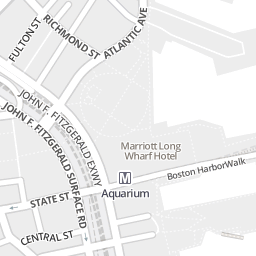 FULTON ST
RICHMOND ST
ATLANTIC AVE
JOHN F. FITZGERALD EXWY
JOHN F. FITZGERALD SURFACE RD
Marriott Long
Wharf Hotel
Boston HarborWalk
M
Aquarium
STATE ST
CENTRAL ST